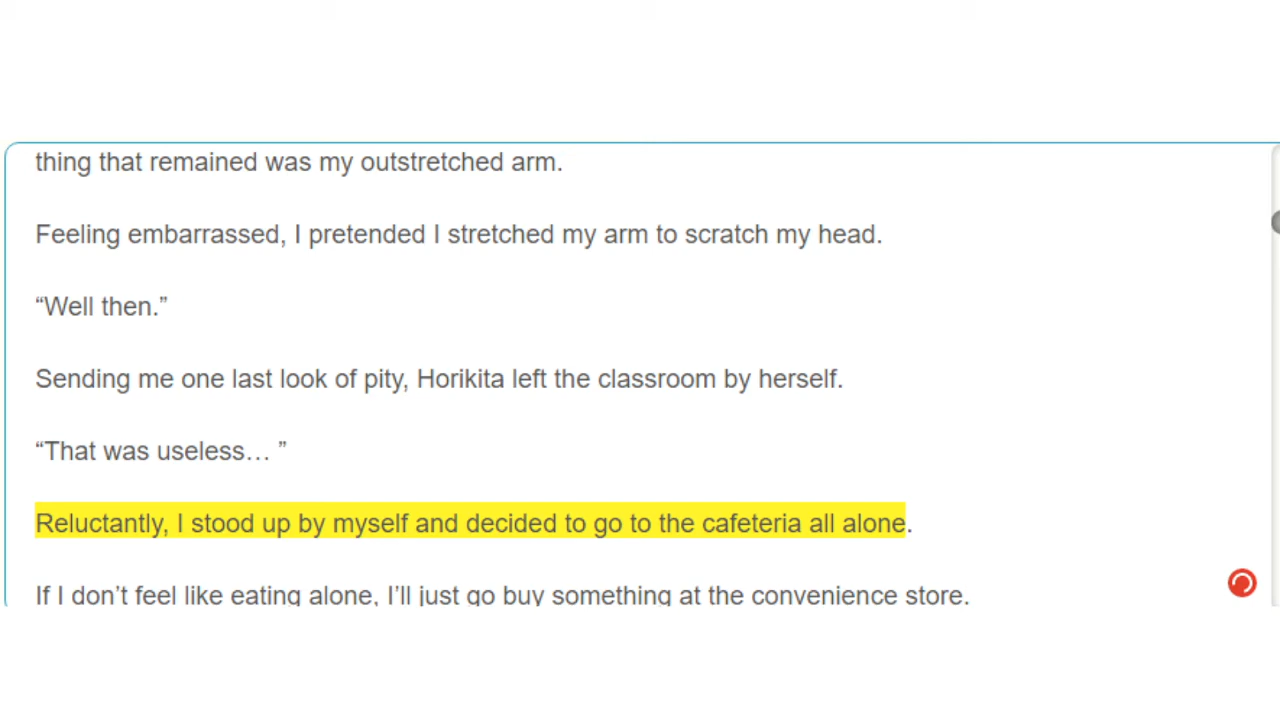 thing that remained was my outstretched arm.
Feeling embarrassed, I pretended I stretched my arm to scratch my head.
“Well then.”
Sending me one last look of pity, Horikita left the classroom by herself.
“That was useless… ”
Reluctantly, I stood up by myself and decided to go to the cafeteria all alone.
If I don’t feel like eating alone, I’ll just go buy something at the convenience store.